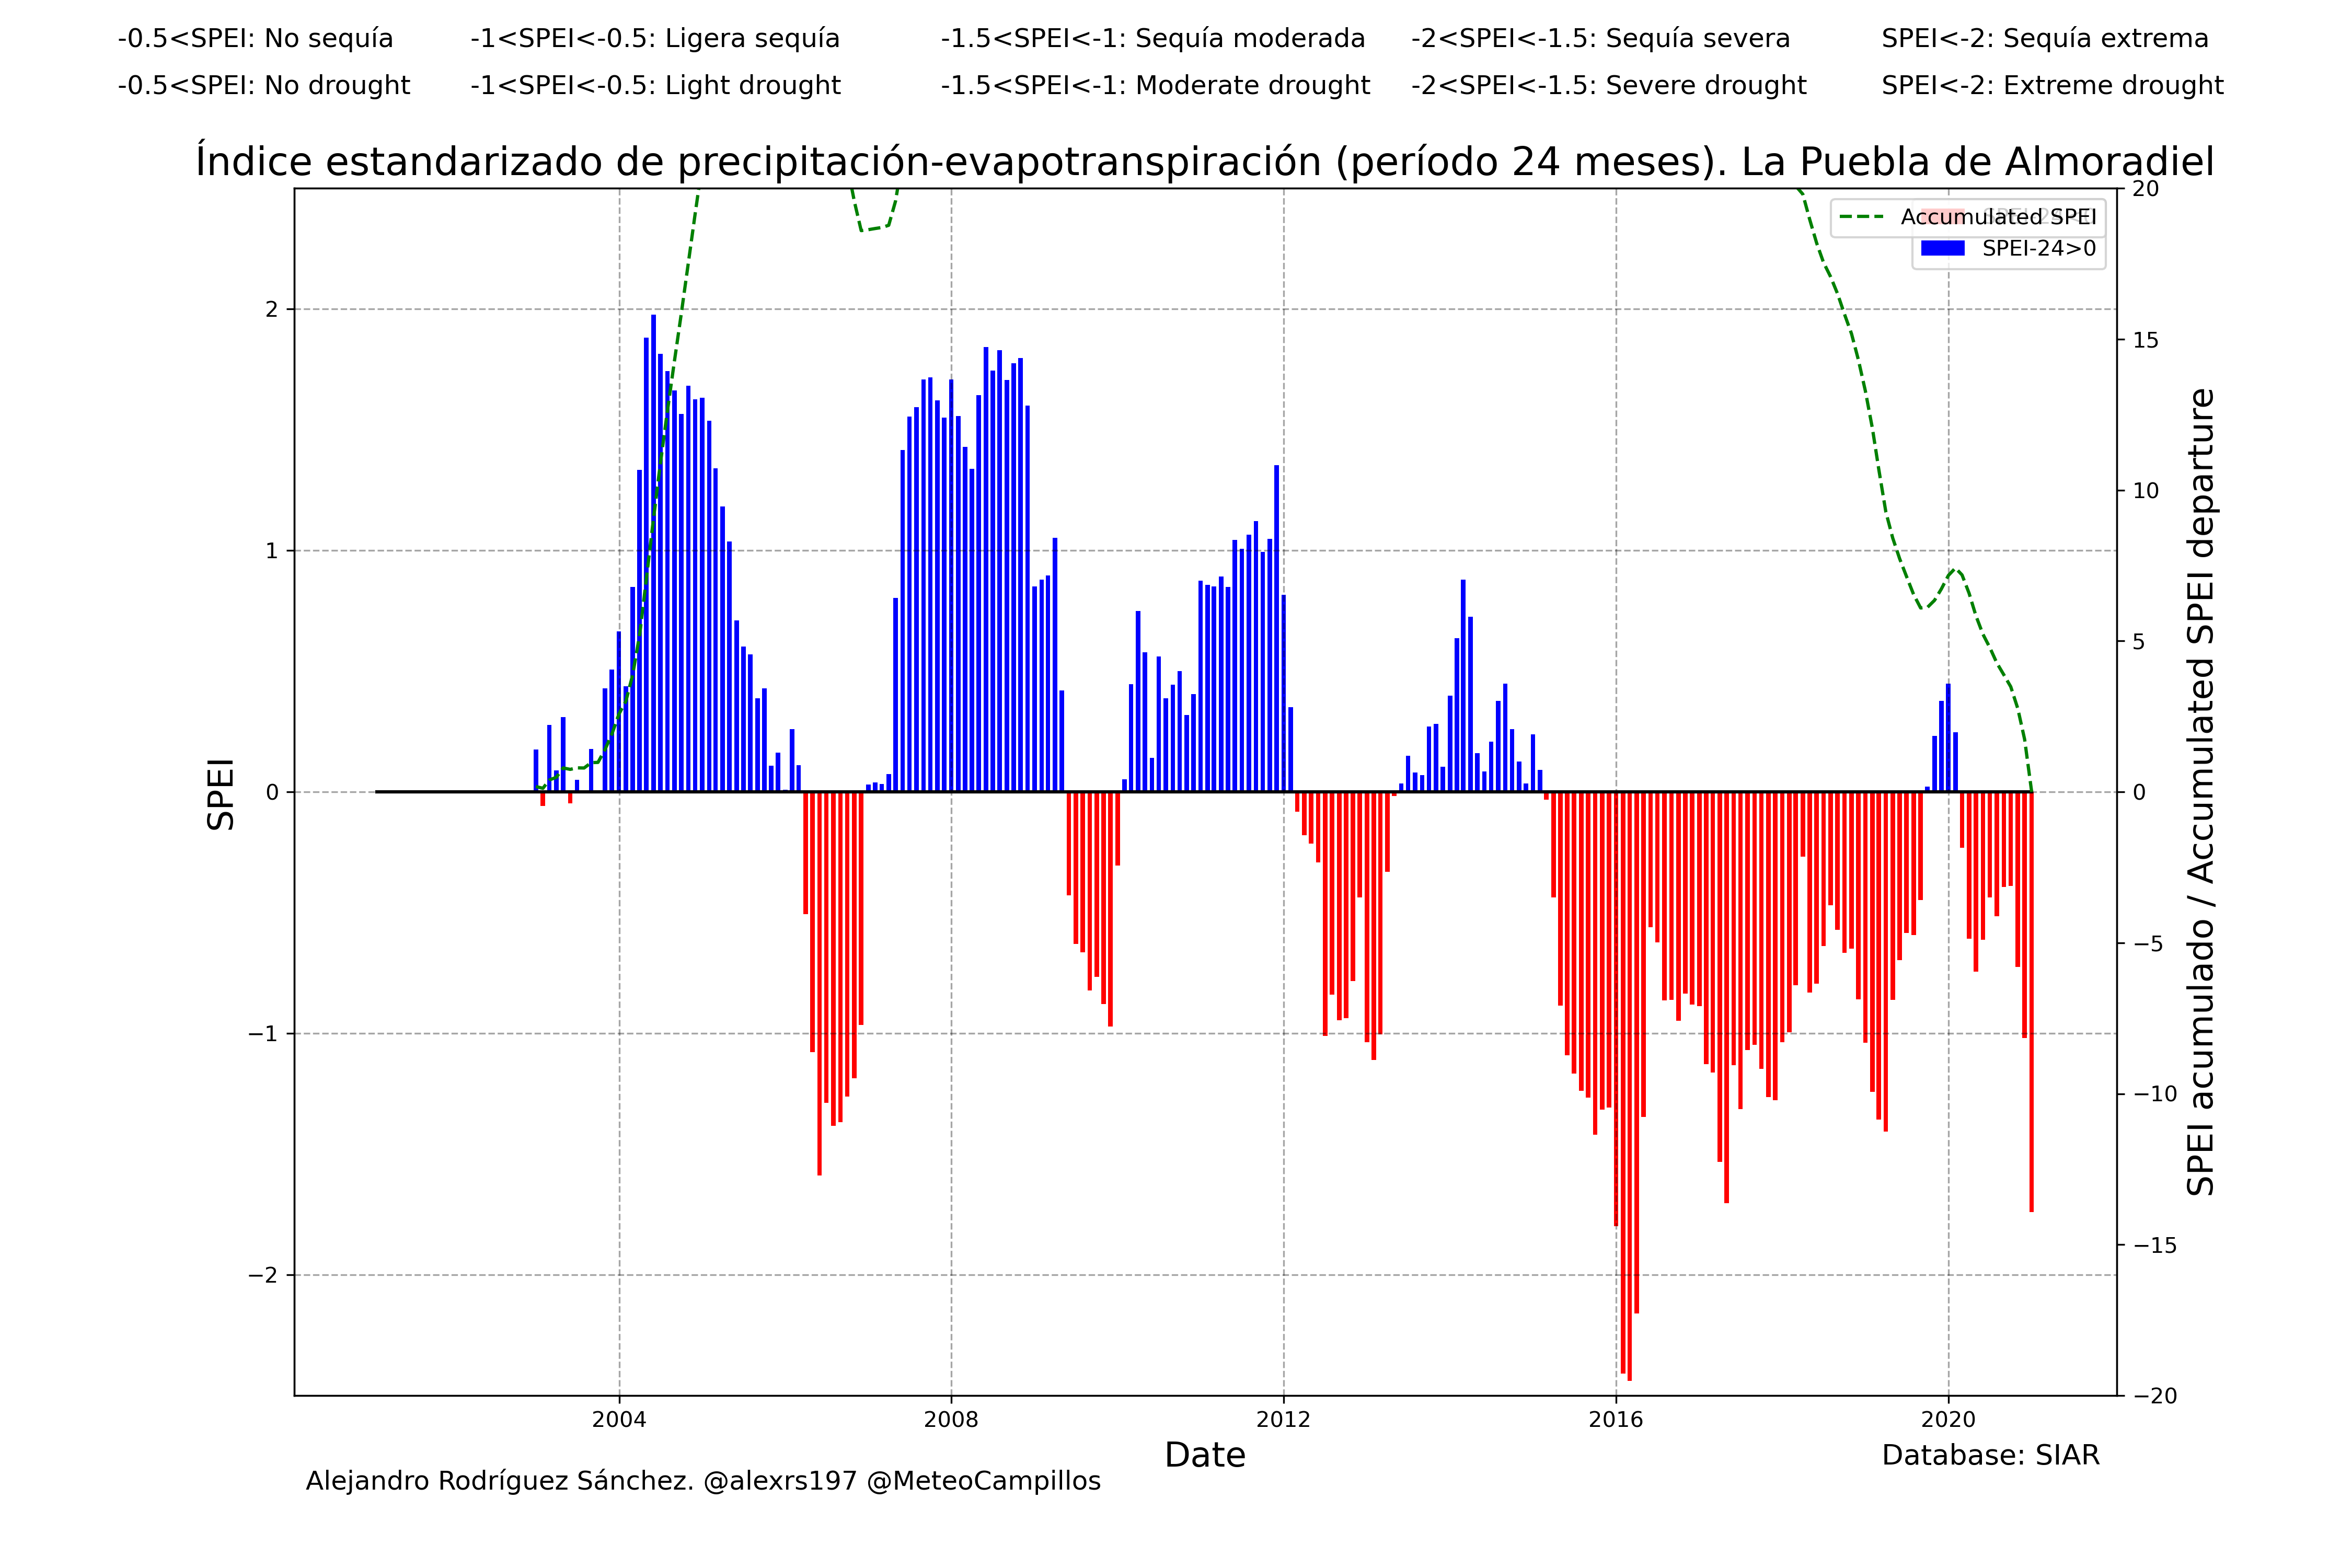 -0.5<SPEI: No sequía -1<SPEI<-0.5: Ligera sequía -1.5<SPEI<-1: Sequía moderada -2<SPEI<-1.5: Sequía severa SPEI<-2: Sequía extrema
-0.5<SPEI: No drought -1<SPEI<-0.5: Light drought -1.5<SPEI<-1: Moderate drought -2<SPEI<-1.5: Severe drought SPEI<-2: Extreme drought
Índice estandarizado de precipitación-evapotranspiración (período 24 meses). La Puebla de Almoradiel
Accumulated SPEI
SPEI-24>0
SPEI
2
1
0
−1
−2
20
15
10
5
0
−5
−10
−15
−20
SPEI acumulado / Accumulated SPEI departure
2004 2008 2012 2016 2020
Date
Database: SIAR
Alejandro Rodríguez Sánchez. @alexrs197 @MeteoCampillos